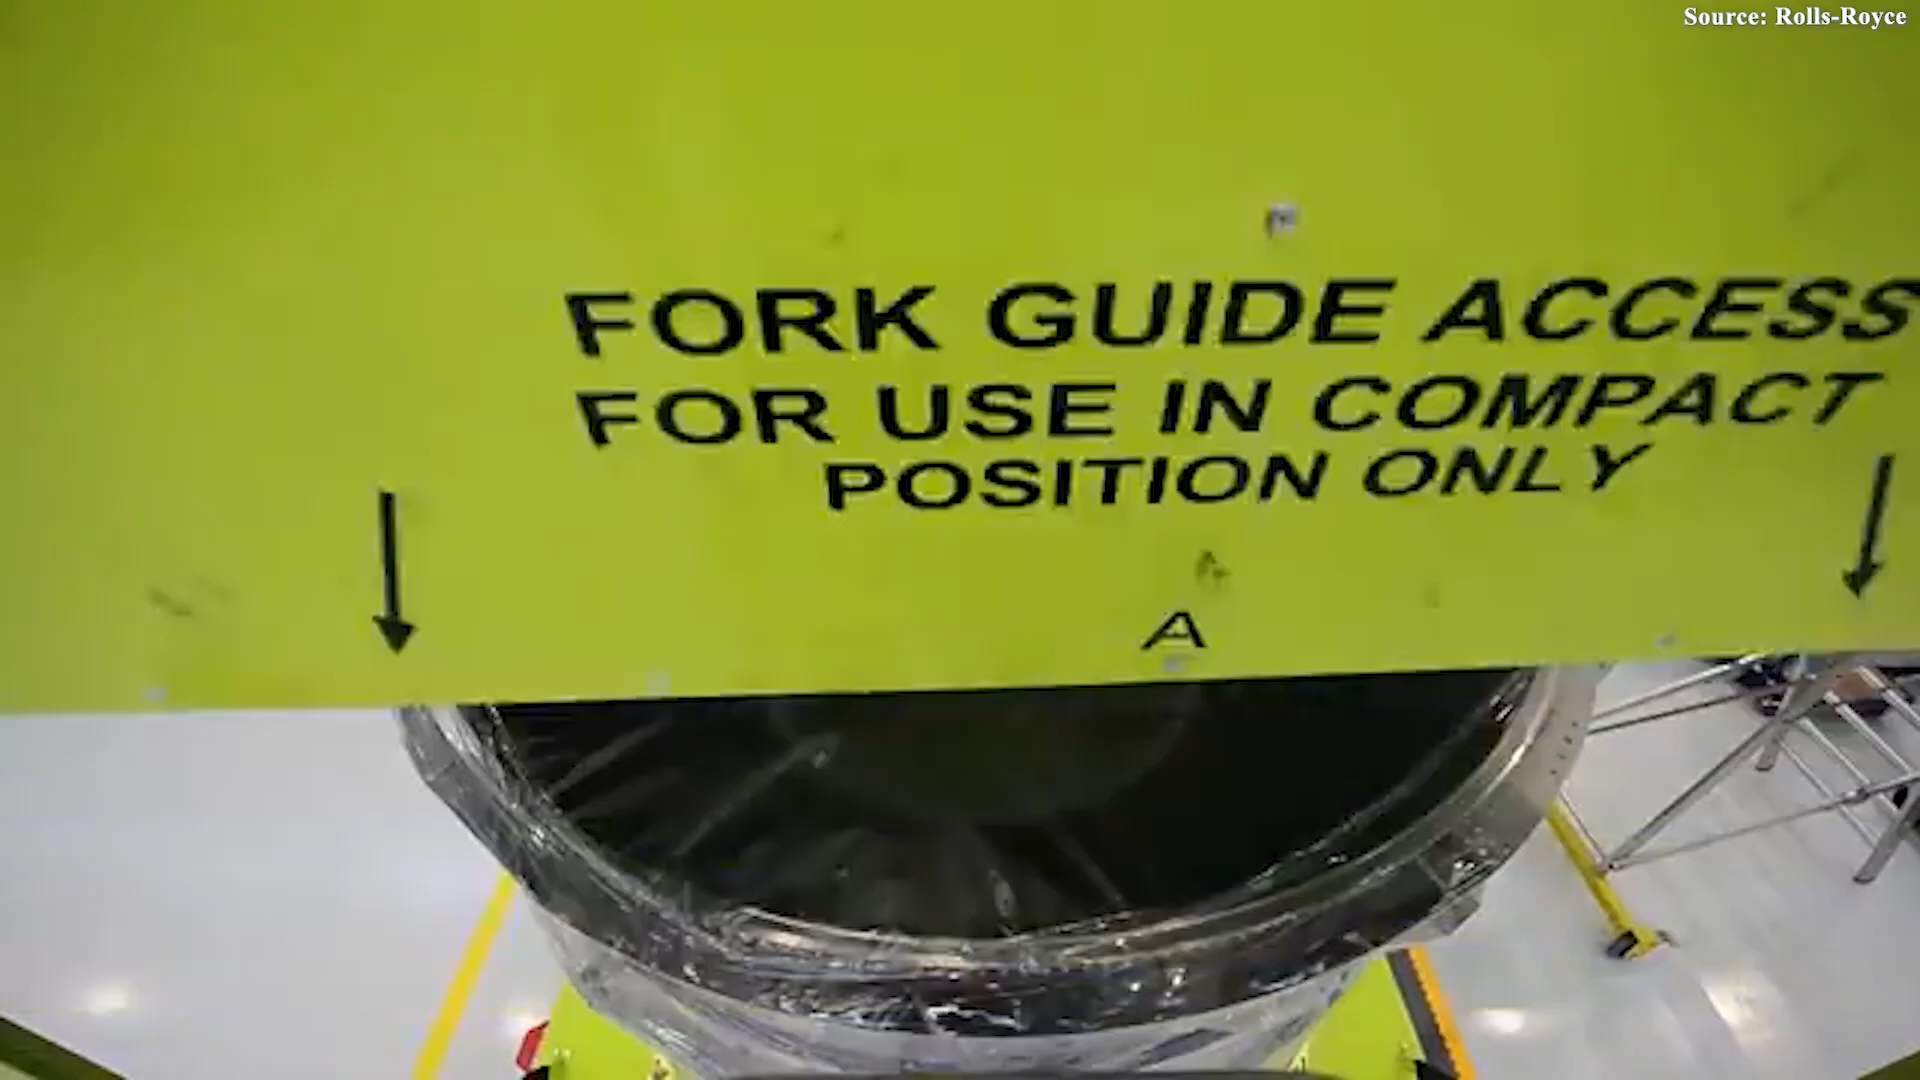 Source: Rolls-Royce
FORK GUIDE ACCESS
FOR USE IN COMPACT
POSITION ONLY
A